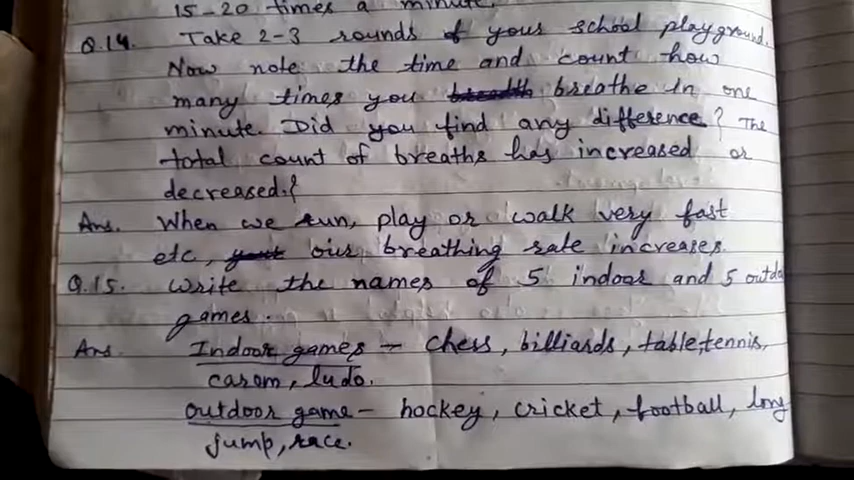 15-20 times a minute.
Q.14. Take 2-3 rounds of your school playground.
Now note the time and count how
many times you breathe in one
minute. Did you find any difference? The
total count of breaths has increased or
decreased.?
Ans. When we run, play or walk very fast
etc, our breathing rate increases.
Q.15. Write the names of 5 indoor and 5 outdo
games.
Ans. Indoor games - Chess, billiards, table,tennis,
carom, ludo.
outdoor game - hockey, cricket, football, long
jump, race.